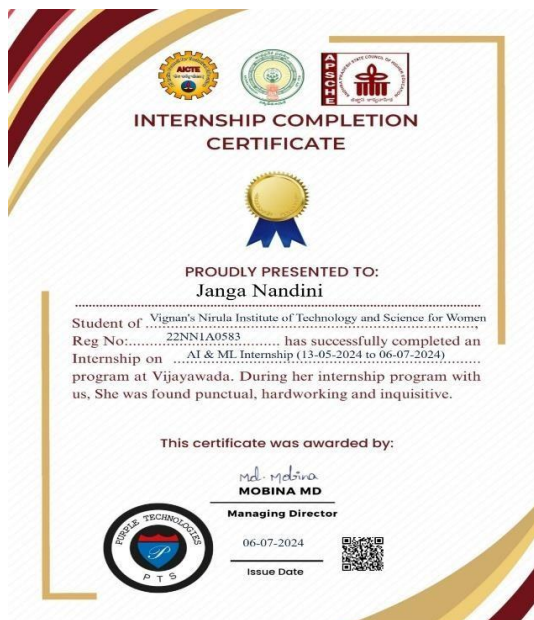 AICTE
APSCHE
INTERNSHIP COMPLETION
CERTIFICATE
PROUDLY PRESENTED TO:
Janga Nandini
Student of Vignan's Nirula Institute of Technology and Science for Women
Reg No:......22NN1A0583............ has successfully completed an
Internship on ....AI & ML Internship (13-05-2024 to 06-07-2024)....
program at Vijayawada. During her internship program with
us, She was found punctual, hardworking and inquisitive.
This certificate was awarded by:
Md. Mobina
MOBINA MD
Managing Director
06-07-2024
Issue Date
PURPLE TECHNOLOGIES
P
PTS